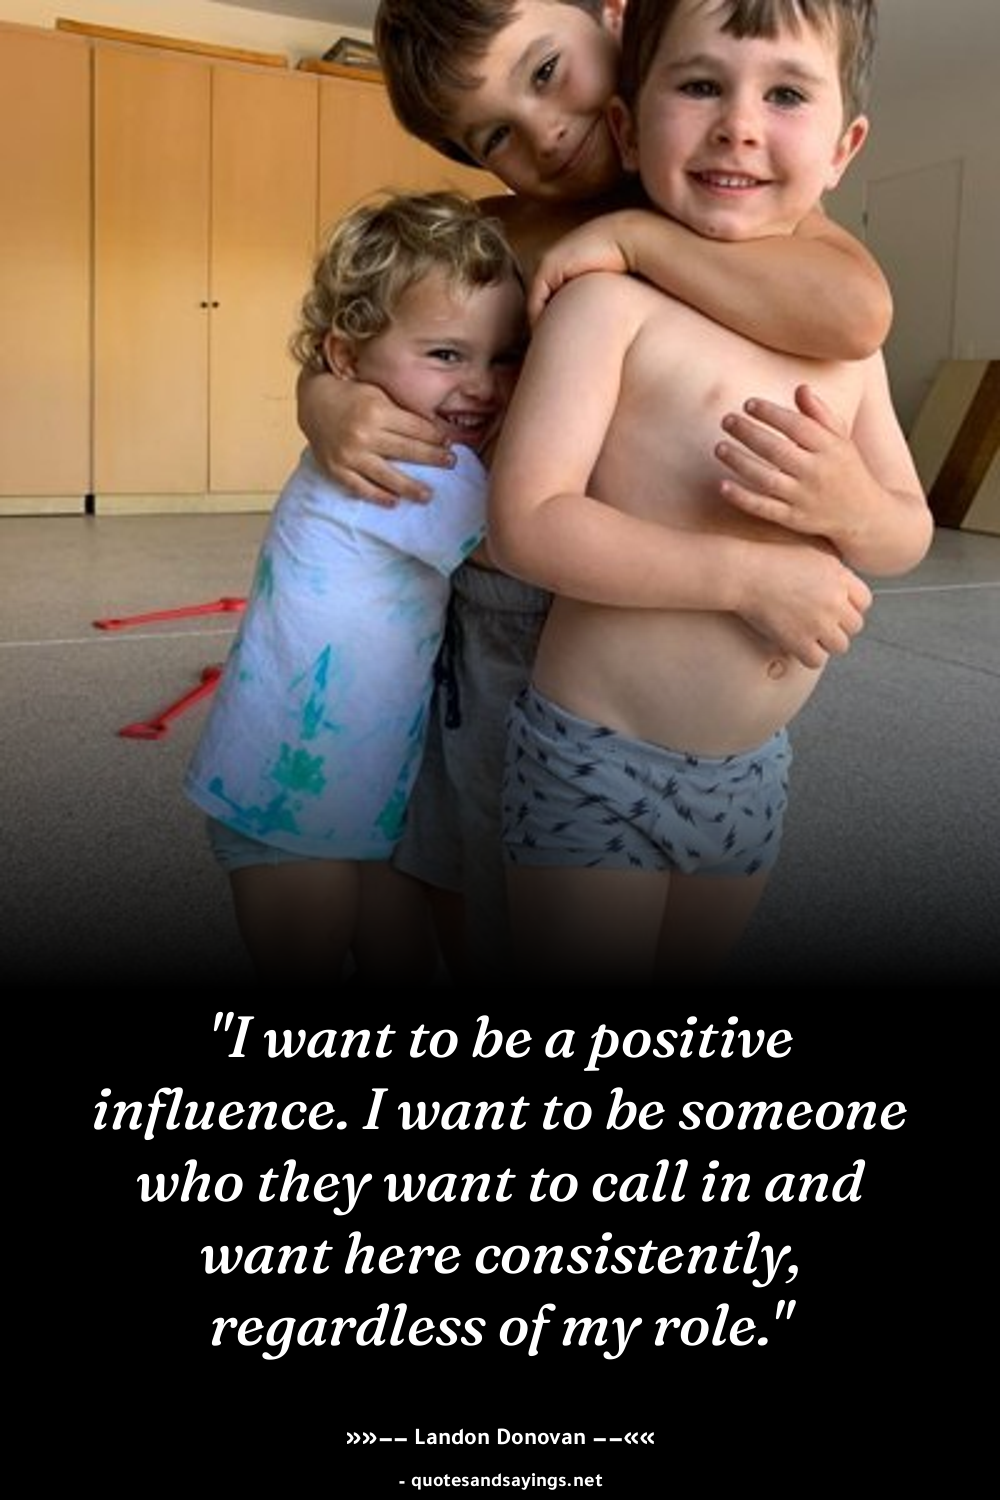 "I want to be a positive
influence. I want to be someone
who they want to call in and
want here consistently,
regardless of my role."
»»–– Landon Donovan ––««
- quotesandsayings.net